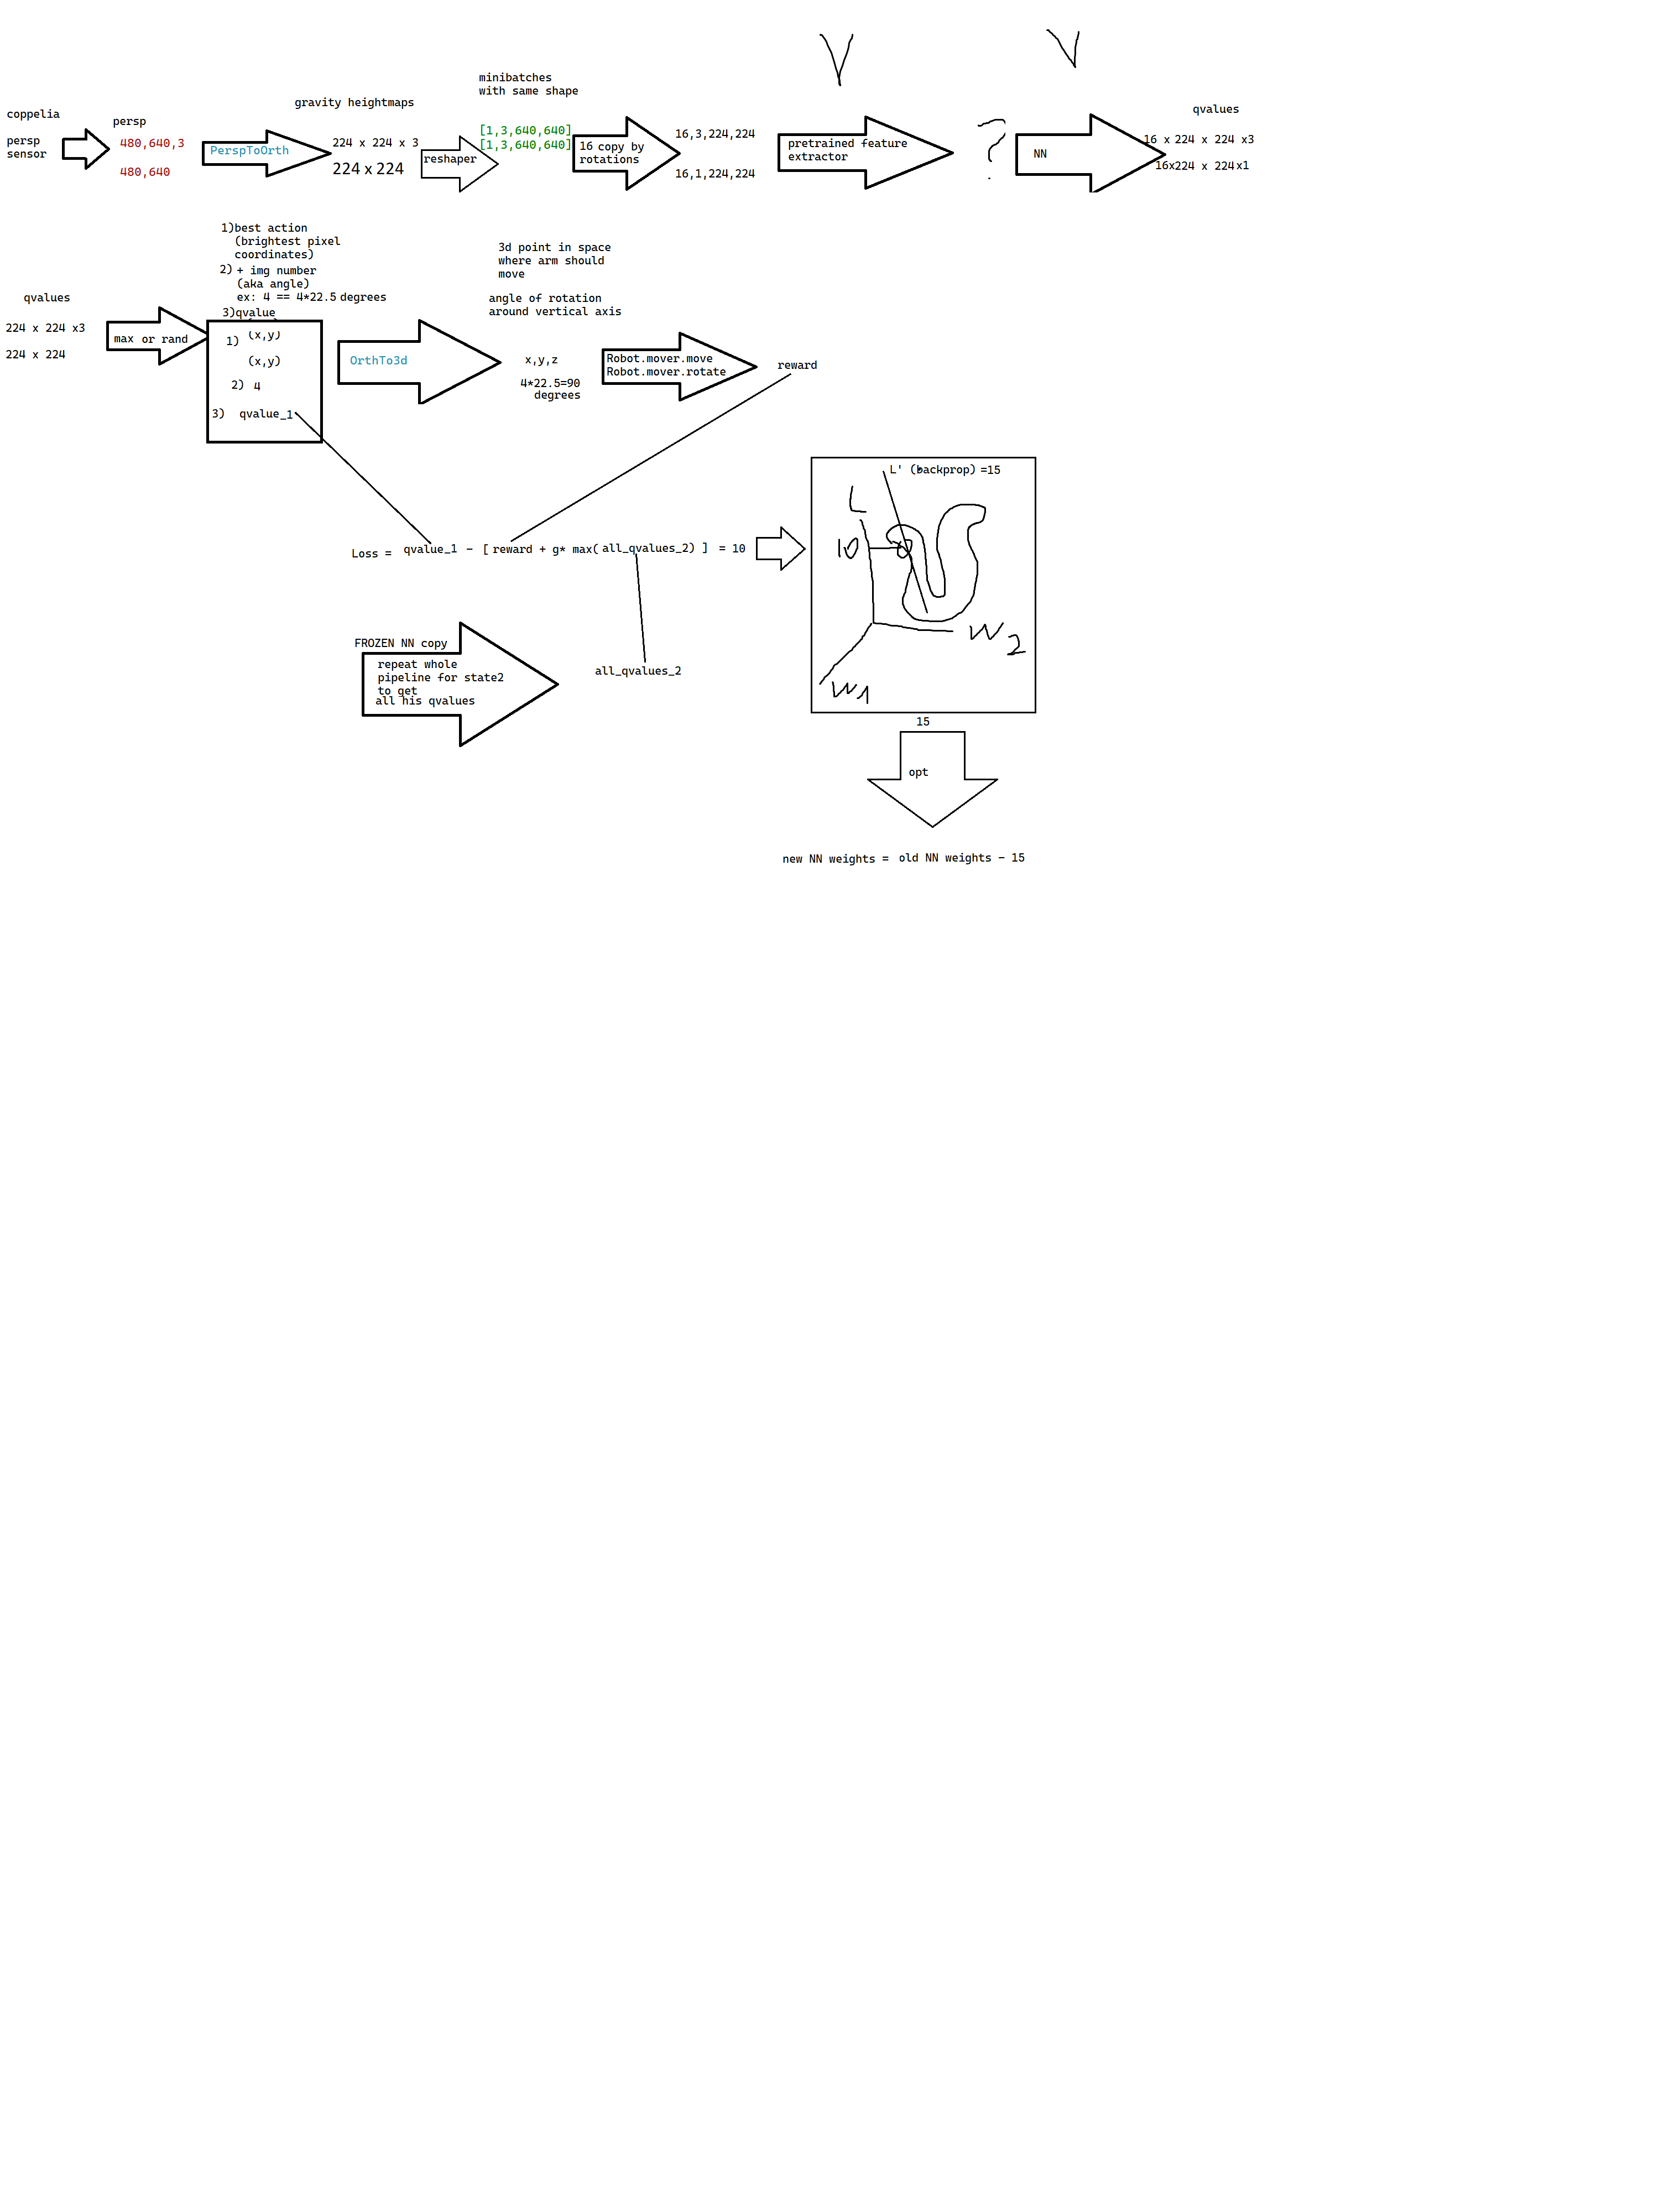 V
V
minibatches
with same shape
gravity heightmaps
coppelia
persp
sensor
persp
480,640,3
480,640
PerspToOrth
224 x 224 x 3
224 x 224
reshaper
[1,3,640,640]
[1,3,640,640]
16 copy by
rotations
16,3,224,224
16,1,224,224
pretrained feature
extractor
?
NN
qvalues
16 x 224 x 224 x3
16x224 x 224x1
1)best action
(brightest pixel
coordinates)
2) + img number
(aka angle)
ex: 4 == 4*22.5 degrees
3)qvalue
3d point in space
where arm should
move
angle of rotation
around vertical axis
qvalues
224 x 224 x3
224 x 224
max or rand
1) (x,y)
(x,y)
2) 4
3) qvalue_1
OrthTo3d
x,y,z
4*22.5=90
degrees
Robot.mover.move
Robot.mover.rotate
reward
Loss = qvalue_1 - [ reward + g* max( all_qvalues_2) ] = 10
L' (backprop) =15
L
10
W2
W1
FROZEN NN copy
repeat whole
pipeline for state2
to get
all his qvalues
all_qvalues_2
15
opt
new NN weights = old NN weights - 15